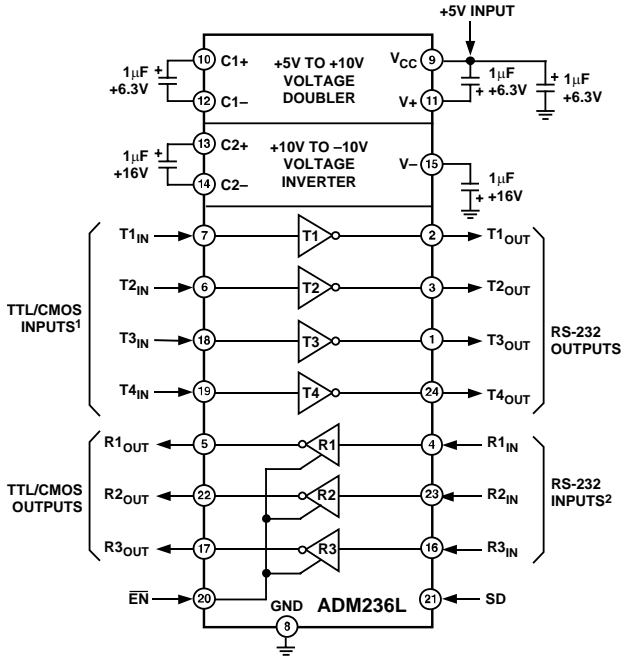 +5V INPUT
10 C1+ +5V TO +10V VOLTAGE DOUBLER VCC 9
1μF +6.3V +
12 C1– V+ 11
+ 1μF +6.3V
+ 1μF +6.3V
13 C2+ +10V TO –10V VOLTAGE INVERTER V– 15
1μF +16V +
14 C2–
1μF + +16V
TTL/CMOS INPUTS1
T1IN 7 T1 2 T1OUT
T2IN 6 T2 3 T2OUT
T3IN 18 T3 1 T3OUT
T4IN 19 T4 24 T4OUT
RS-232 OUTPUTS
TTL/CMOS OUTPUTS
R1OUT 5 R1 4 R1IN
R2OUT 22 R2 23 R2IN
R3OUT 17 R3 16 R3IN
RS-232 INPUTS2
EN 20 GND ADM236L 21 SD
8